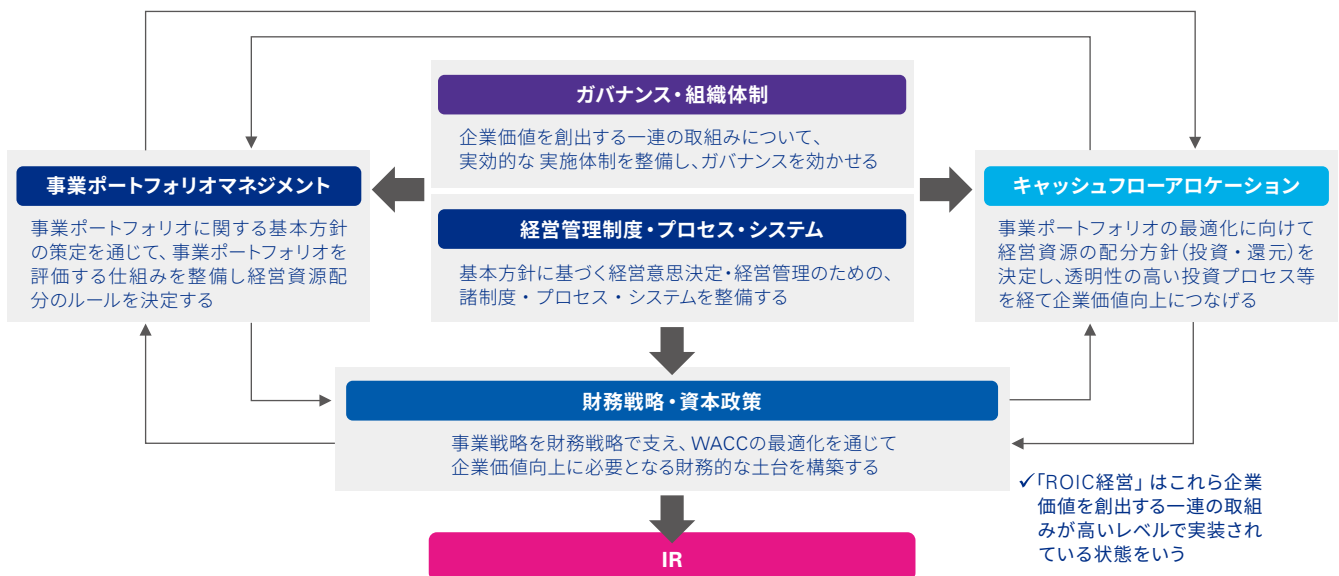 ガバナンス・組織体制
企業価値を創出する一連の取組みについて、
実効的な 実施体制を整備し、ガバナンスを効かせる
事業ポートフォリオマネジメント
事業ポートフォリオに関する基本方針
の策定を通じて、事業ポートフォリオを
評価する仕組みを整備し経営資源配
分のルールを決定する
経営管理制度・プロセス・システム
基本方針に基づく経営意思決定・経営管理のための、
諸制度・プロセス・システムを整備する
キャッシュフローアロケーション
事業ポートフォリオの最適化に向けて
経営資源の配分方針(投資・還元)を
決定し、透明性の高い投資プロセス等
を経て企業価値向上につなげる
財務戦略・資本政策
事業戦略を財務戦略で支え、WACCの最適化を通じて
企業価値向上に必要となる財務的な土台を構築する
✓「ROIC経営」はこれら企業
価値を創出する一連の取組
みが高いレベルで実装され
ている状態をいう
IR